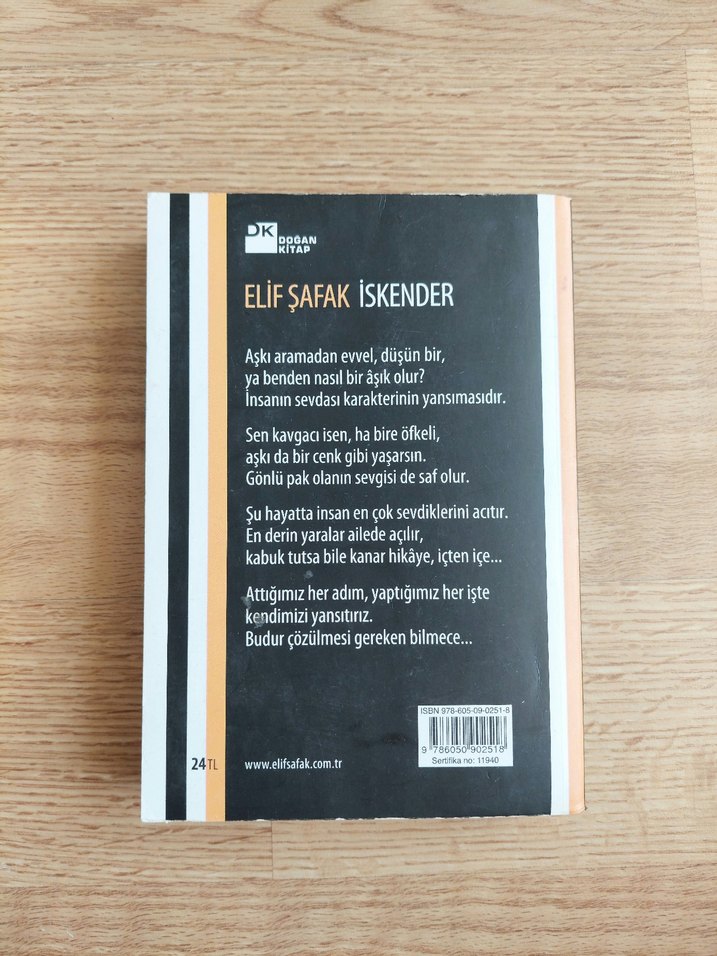 DK
DOĞAN
KİTAP
ELİF ŞAFAK İSKENDER
Aşkı aramadan evvel, düşün bir,
ya benden nasıl bir âşık olur?
İnsanın sevdası karakterinin yansımasıdır.
Sen kavgacı isen, ha bire öfkeli,
aşkı da bir cenk gibi yaşarsın.
Gönlü pak olanın sevgisi de saf olur.
Şu hayatta insan en çok sevdiklerini acıtır.
En derin yaralar ailede açılır,
kabuk tutsa bile kanar hikâye, içten içe...
Attığımız her adım, yaptığımız her işte
kendimizi yansıtırız.
Budur çözülmesi gereken bilmece...
ISBN 978-605-09-0251-8
9 786050 902518
Sertifika no: 11940
24 TL
www.elifsafak.com.tr